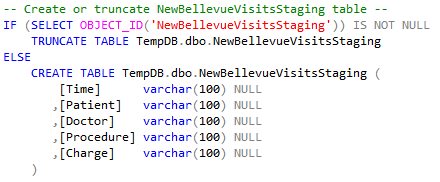 -- Create or truncate NewBellevueVisitsStaging table --
IF (SELECT OBJECT_ID('NewBellevueVisitsStaging')) IS NOT NULL
    TRUNCATE TABLE TempDB.dbo.NewBellevueVisitsStaging
ELSE
    CREATE TABLE TempDB.dbo.NewBellevueVisitsStaging (
        [Time]      varchar(100) NULL
        ,[Patient]   varchar(100) NULL
        ,[Doctor]    varchar(100) NULL
        ,[Procedure] varchar(100) NULL
        ,[Charge]    varchar(100) NULL
    )